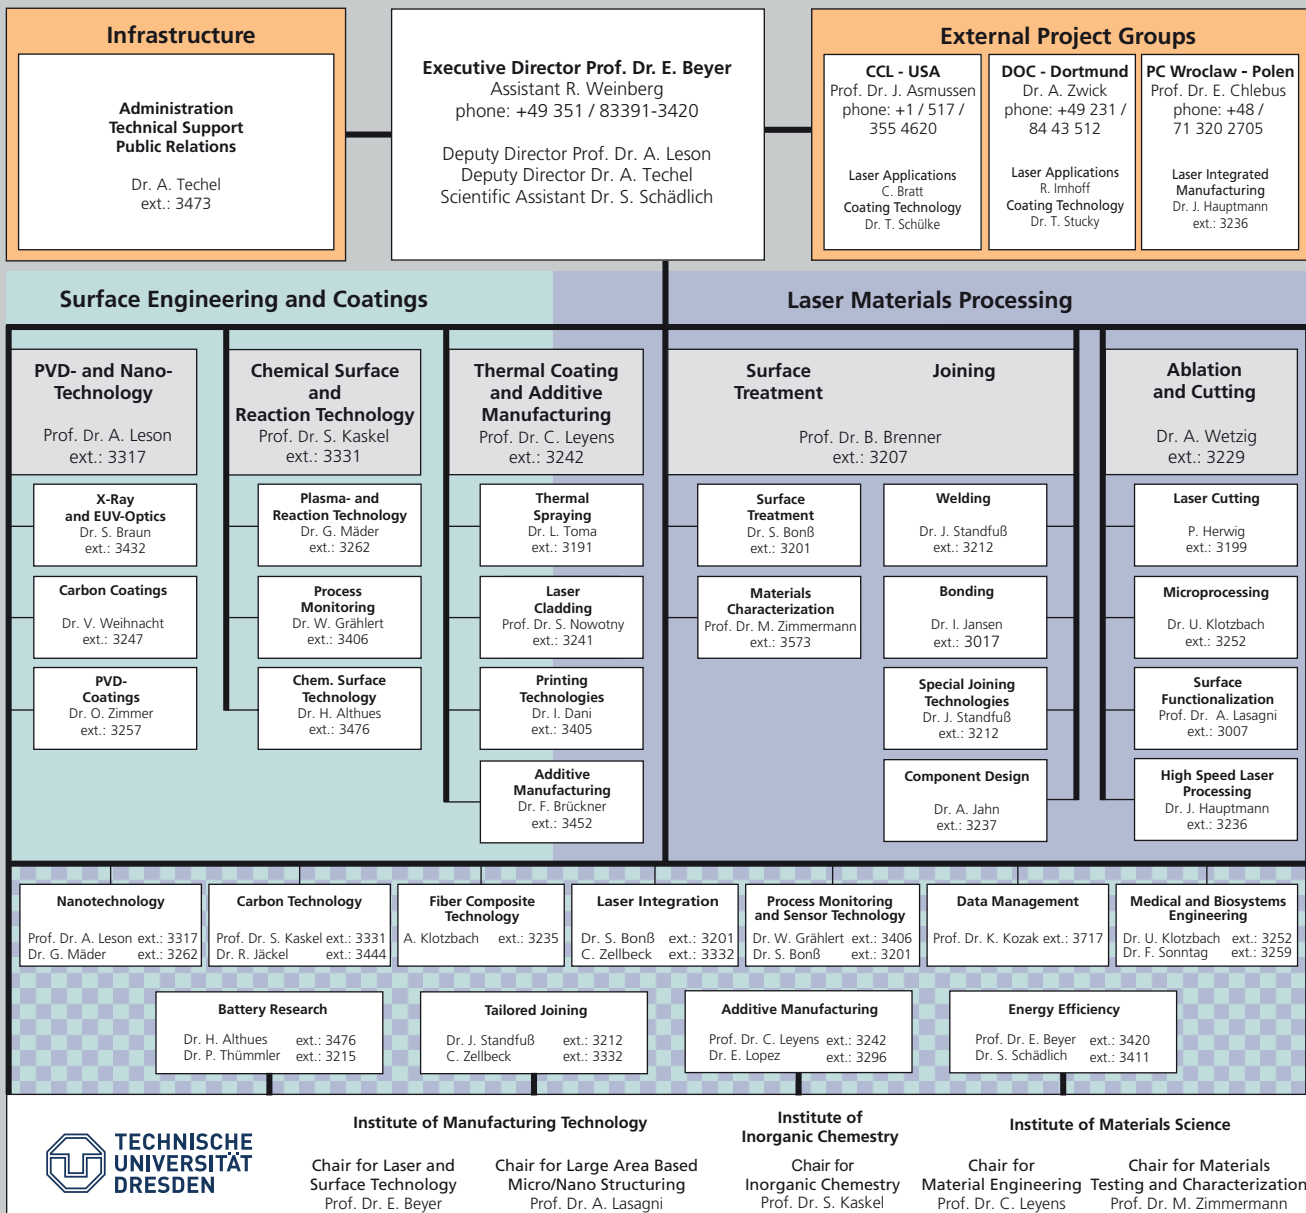 Infrastructure
Administration
Technical Support
Public Relations
Dr. A. Techel
ext.: 3473
Executive Director Prof. Dr. E. Beyer
Assistant R. Weinberg
phone: +49 351 / 83391-3420
Deputy Director Prof. Dr. A. Leson
Deputy Director Dr. A. Techel
Scientific Assistant Dr. S. Schädlich
External Project Groups
CCL - USA
Prof. Dr. J. Asmussen
phone: +1 / 517 /
355 4620
Laser Applications
C. Bratt
Coating Technology
Dr. T. Schülke
DOC - Dortmund
Dr. A. Zwick
phone: +49 231 /
84 43 512
Laser Applications
R. Imhoff
Coating Technology
Dr. T. Stucky
PC Wroclaw - Polen
Prof. Dr. E. Chlebus
phone: +48 /
71 320 2705
Laser Integrated
Manufacturing
Dr. J. Hauptmann
ext.: 3236
Surface Engineering and Coatings
Laser Materials Processing
PVD- and Nano-
Technology
Prof. Dr. A. Leson
ext.: 3317
Chemical Surface
and
Reaction Technology
Prof. Dr. S. Kaskel
ext.: 3331
Thermal Coating
and Additive
Manufacturing
Prof. Dr. C. Leyens
ext.: 3242
Surface
Treatment
Joining
Prof. Dr. B. Brenner
ext.: 3207
Ablation
and Cutting
Dr. A. Wetzig
ext.: 3229
X-Ray
and EUV-Optics
Dr. S. Braun
ext.: 3432
Carbon Coatings
Dr. V. Weihnacht
ext.: 3247
PVD-
Coatings
Dr. O. Zimmer
ext.: 3257
Plasma- and
Reaction Technology
Dr. G. Mäder
ext.: 3262
Process
Monitoring
Dr. W. Grählert
ext.: 3406
Chem. Surface
Technology
Dr. H. Althues
ext.: 3476
Thermal
Spraying
Dr. L. Toma
ext.: 3191
Laser
Cladding
Prof. Dr. S. Nowotny
ext.: 3241
Printing
Technologies
Dr. I. Dani
ext.: 3405
Additive
Manufacturing
Dr. F. Brückner
ext.: 3452
Surface
Treatment
Dr. S. Bonß
ext.: 3201
Materials
Characterization
Prof. Dr. M. Zimmermann
ext.: 3573
Welding
Dr. J. Standfuß
ext.: 3212
Bonding
Dr. I. Jansen
ext.: 3017
Special Joining
Technologies
Dr. J. Standfuß
ext.: 3212
Component Design
Dr. A. Jahn
ext.: 3237
Laser Cutting
P. Herwig
ext.: 3199
Microprocessing
Dr. U. Klotzbach
ext.: 3252
Surface
Functionalization
Prof. Dr. A. Lasagni
ext.: 3007
High Speed Laser
Processing
Dr. J. Hauptmann
ext.: 3236
Nanotechnology
Prof. Dr. A. Leson ext.: 3317
Dr. G. Mäder ext.: 3262
Carbon Technology
Prof. Dr. S. Kaskel ext.: 3331
Dr. R. Jäckel ext.: 3444
Fiber Composite
Technology
A. Klotzbach ext.: 3235
Laser Integration
Dr. S. Bonß ext.: 3201
C. Zellbeck ext.: 3332
Process Monitoring
and Sensor Technology
Dr. W. Grählert ext.: 3406
Dr. S. Bonß ext.: 3201
Data Management
Prof. Dr. K. Kozak ext.: 3717
Medical and Biosystems
Engineering
Dr. U. Klotzbach ext.: 3252
Dr. F. Sonntag ext.: 3259
Battery Research
Dr. H. Althues ext.: 3476
Dr. P. Thümmler ext.: 3215
Tailored Joining
Dr. J. Standfuß ext.: 3212
C. Zellbeck ext.: 3332
Additive Manufacturing
Prof. Dr. C. Leyens ext.: 3242
Dr. E. Lopez ext.: 3296
Energy Efficiency
Prof. Dr. E. Beyer ext.: 3420
Dr. S. Schädlich ext.: 3411
TECHNISCHE
UNIVERSITÄT
DRESDEN
Institute of Manufacturing Technology
Chair for Laser and
Surface Technology
Prof. Dr. E. Beyer
Chair for Large Area Based
Micro/Nano Structuring
Prof. Dr. A. Lasagni
Institute of
Inorganic Chemestry
Chair for
Inorganic Chemestry
Prof. Dr. S. Kaskel
Institute of Materials Science
Chair for
Material Engineering
Prof. Dr. C. Leyens
Chair for Materials
Testing and Characterization
Prof. Dr. M. Zimmermann